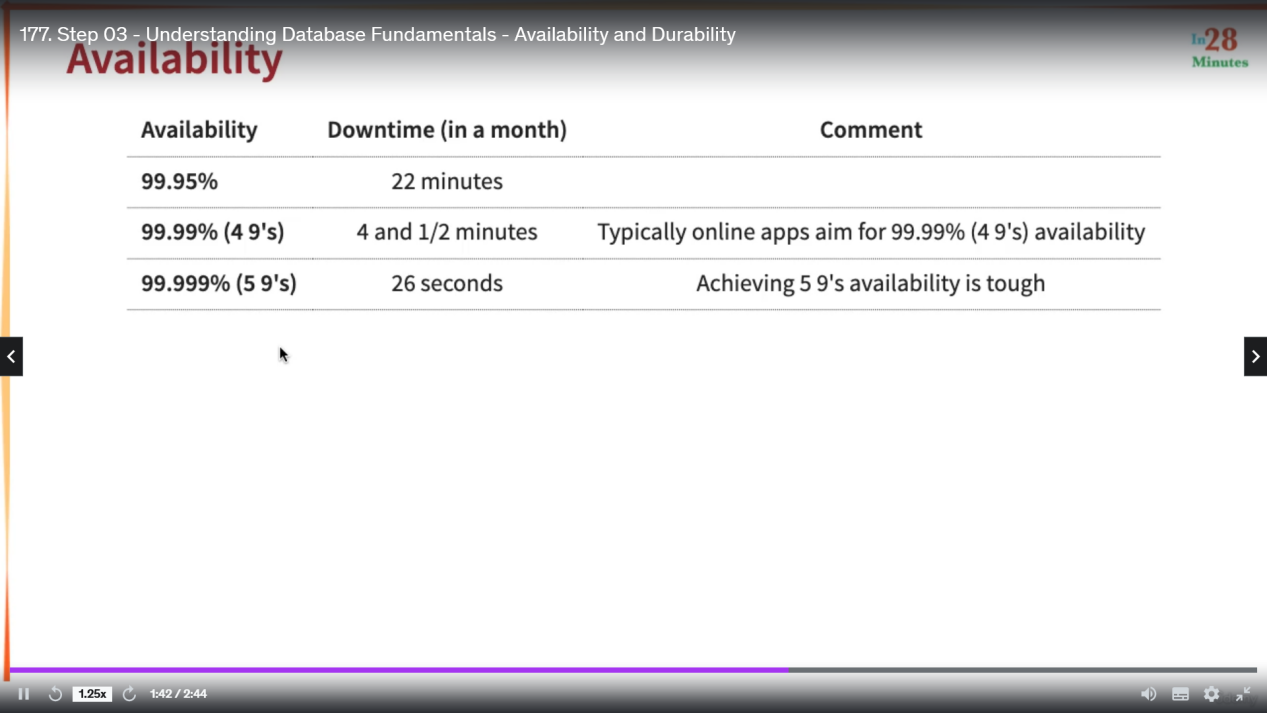 177. Step 03 - Understanding Database Fundamentals - Availability and Durability
In28
Minutes
Availability
Availability Downtime (in a month) Comment
99.95% 22 minutes
99.99% (4 9's) 4 and 1/2 minutes Typically online apps aim for 99.99% (4 9's) availability
99.999% (5 9's) 26 seconds Achieving 5 9's availability is tough
1.25x 1:42 / 2:44